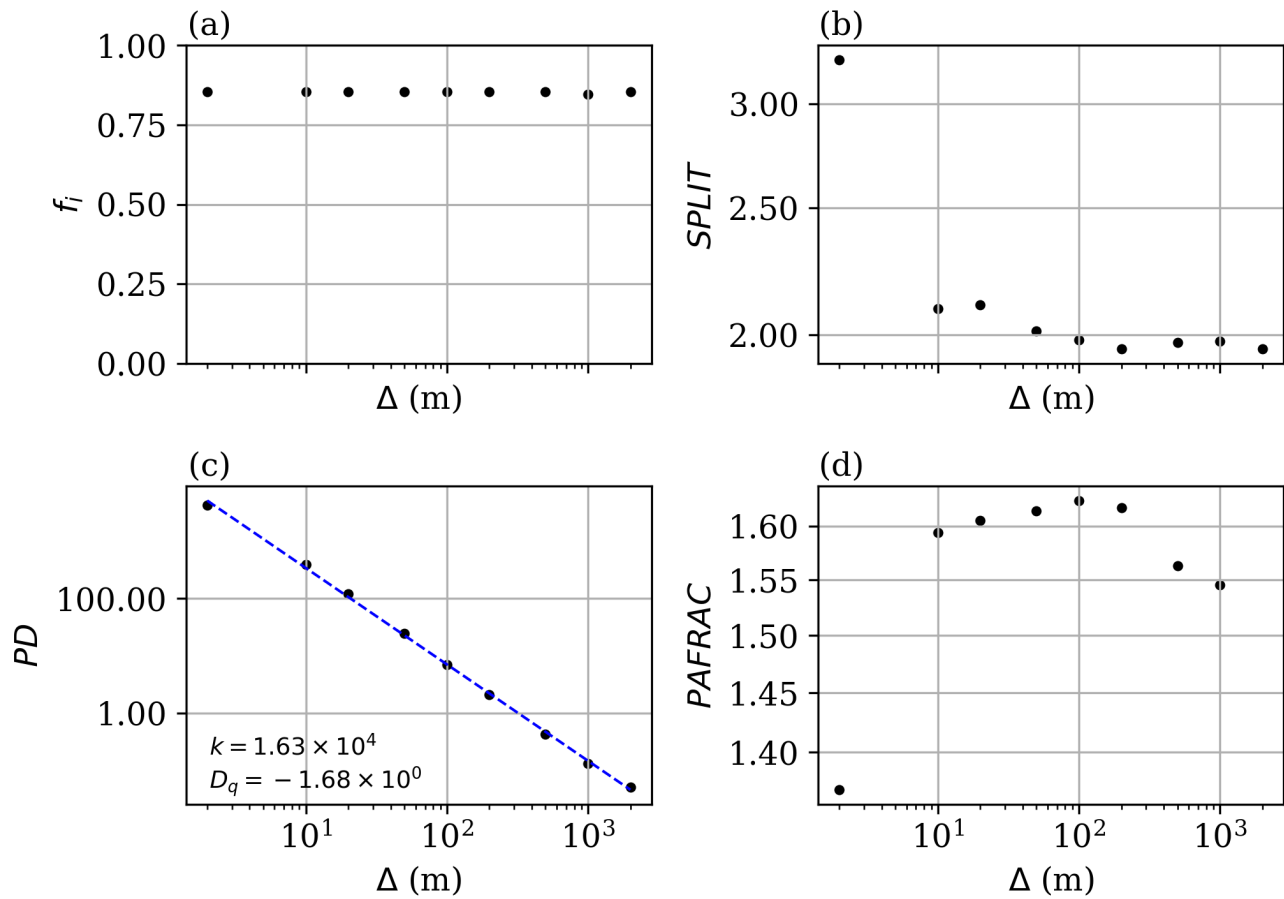 (a)
1.00
0.75
0.50
0.25
0.00
f_i
Δ (m)
(b)
3.00
2.50
2.00
SPLIT
Δ (m)
(c)
100.00
1.00
PD
k = 1.63 × 10^4
D_q = − 1.68 × 10^0
10^1 10^2 10^3
Δ (m)
(d)
1.60
1.55
1.50
1.45
1.40
PAFRAC
10^1 10^2 10^3
Δ (m)